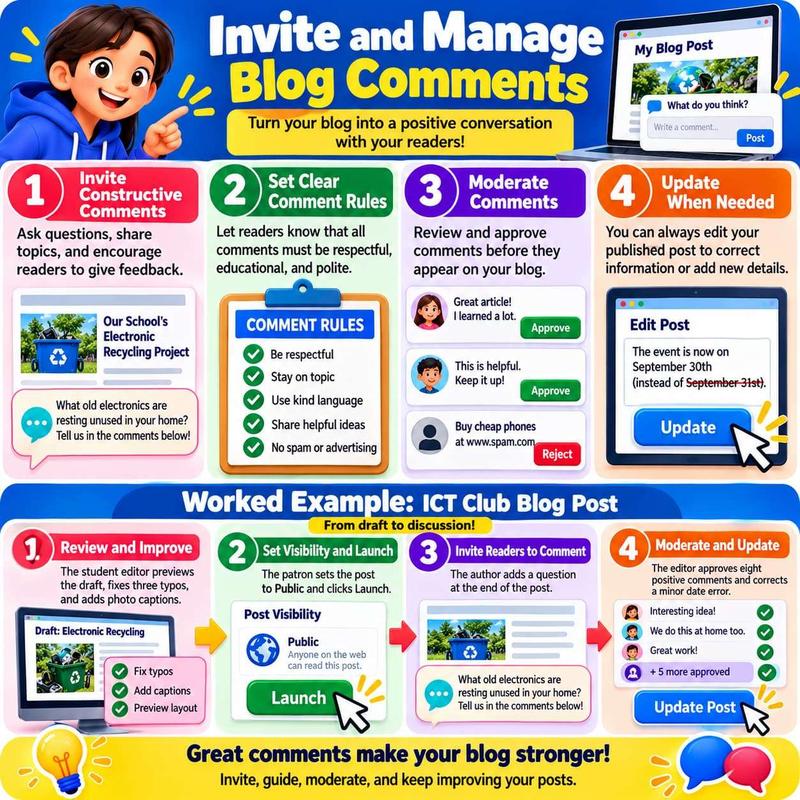 Invite and Manage
Blog Comments
Turn your blog into a positive conversation
with your readers!
My Blog Post
What do you think?
Write a comment...
Post
1 Invite
Constructive
Comments
Ask questions, share
topics, and encourage
readers to give feedback.
Our School's
Electronic
Recycling Project
What old electronics are
resting unused in your home?
Tell us in the comments below!
2 Set Clear
Comment Rules
Let readers know that all
comments must be respectful,
educational, and polite.
COMMENT RULES
Be respectful
Stay on topic
Use kind language
Share helpful ideas
No spam or advertising
3 Moderate
Comments
Review and approve
comments before they
appear on your blog.
Great article!
I learned a lot.
Approve
This is helpful.
Keep it up!
Approve
Buy cheap phones
at www.spam.com
Reject
4 Update
When Needed
You can always edit your
published post to correct
information or add new details.
Edit Post
The event is now on
September 30th
(instead of September 31st).
Update
Worked Example: ICT Club Blog Post
From draft to discussion!
1. Review and Improve
The student editor previews
the draft, fixes three typos,
and adds photo captions.
Draft: Electronic Recycling
Fix typos
Add captions
Preview layout
2 Set Visibility and Launch
The patron sets the post
to Public and clicks Launch.
Post Visibility
Public
Anyone on the web
can read this post.
Launch
3 Invite Readers to Comment
The author adds a question
at the end of the post.
What old electronics are
resting unused in your home?
Tell us in the comments below!
4 Moderate and Update
The editor approves eight
positive comments and corrects
a minor date error.
Interesting idea!
We do this at home too.
Great work!
+ 5 more approved
Update Post
Great comments make your blog stronger!
Invite, guide, moderate, and keep improving your posts.